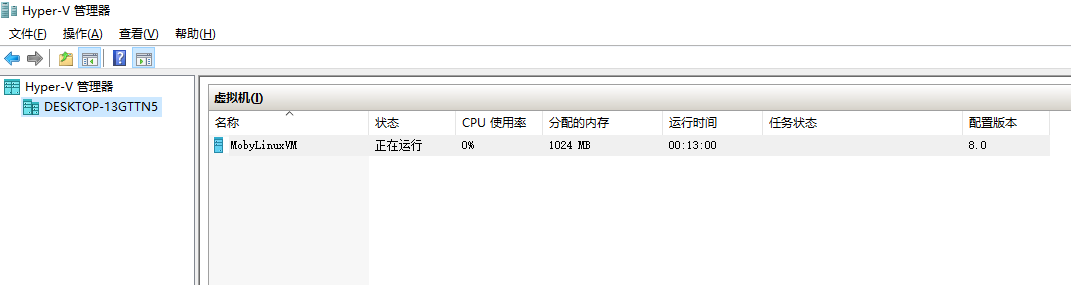 Hyper-V 管理器
文件(F) 操作(A) 查看(V) 帮助(H)
Hyper-V 管理器
DESKTOP-13GTTN5
虚拟机(I)
名称 状态 CPU 使用率 分配的内存 运行时间 任务状态 配置版本
MobyLinuxVM 正在运行 0% 1024 MB 00:13:00 8.0